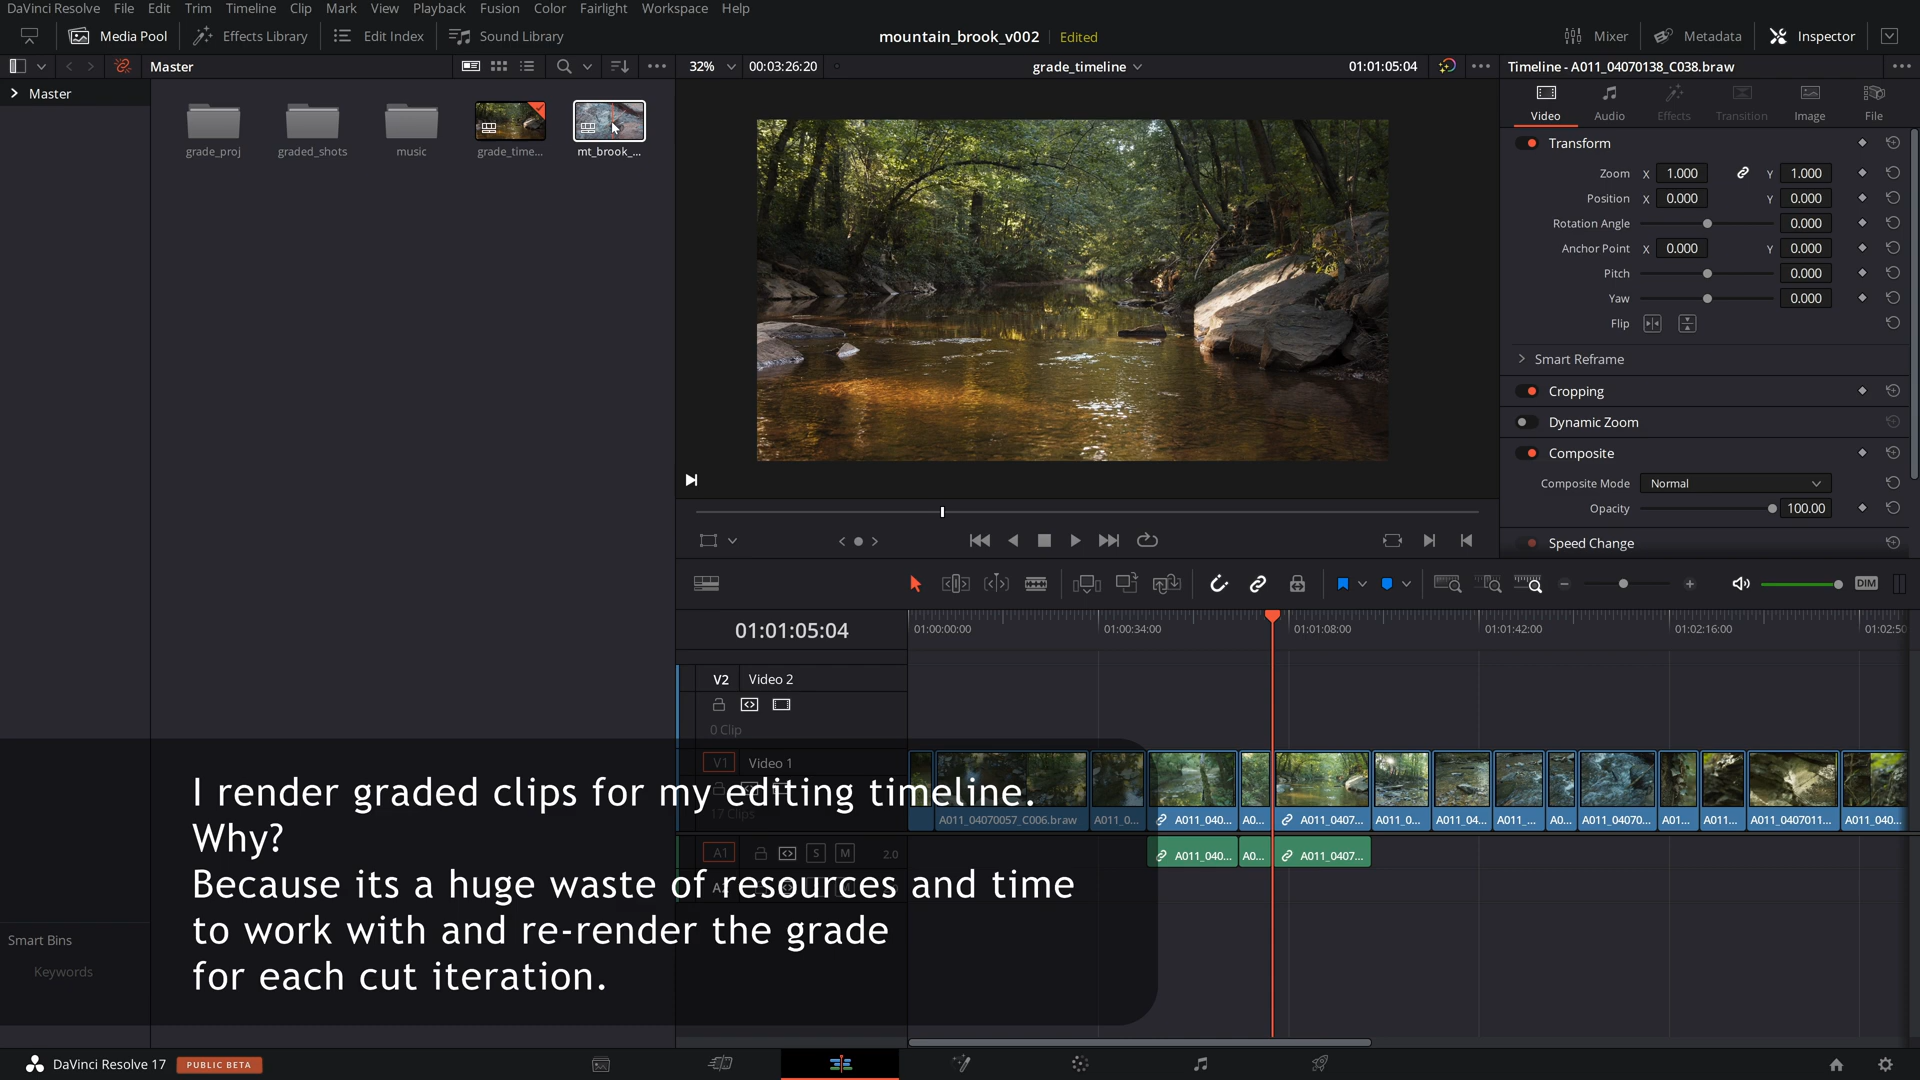 DaVinci Resolve File Edit Trim Timeline Clip Mark View Playback Fusion Color Fairlight Workspace Help
Media Pool Effects Library Edit Index Sound Library mountain_brook_v002 Edited Mixer Metadata Inspector
Master 32% 00:03:26:20 grade_timeline 01:01:05:04 Timeline - A011_04070138_C038.braw
Master
grade_proj graded_shots music grade_time... mt_brook_...
Video Audio Effects Transition Image File
Transform
Zoom X 1.000 Y 1.000
Position X 0.000 Y 0.000
Rotation Angle 0.000
Anchor Point X 0.000 Y 0.000
Pitch 0.000
Yaw 0.000
Flip
Smart Reframe
Cropping
Dynamic Zoom
Composite
Composite Mode Normal
Opacity 100.00
Speed Change
DIM
01:01:05:04 01:00:00:00 01:00:34:00 01:01:08:00 01:01:42:00 01:02:16:00 01:02:50
V2 Video 2
0 Clip
V1 Video 1
17 Clips
A011_04070057_C006.braw A011_0... A011_040... A0... A011_0407... A011_0... A011_04... A011_... A0... A011_04070... A01... A011... A0117011... A011_040...
A1 S M 2.0 A011_040... A0... A011_0407...
I render graded clips for my editing timeline.
Why?
Because its a huge waste of resources and time
to work with and re-render the grade
for each cut iteration.
Smart Bins
Keywords
DaVinci Resolve 17 PUBLIC BETA